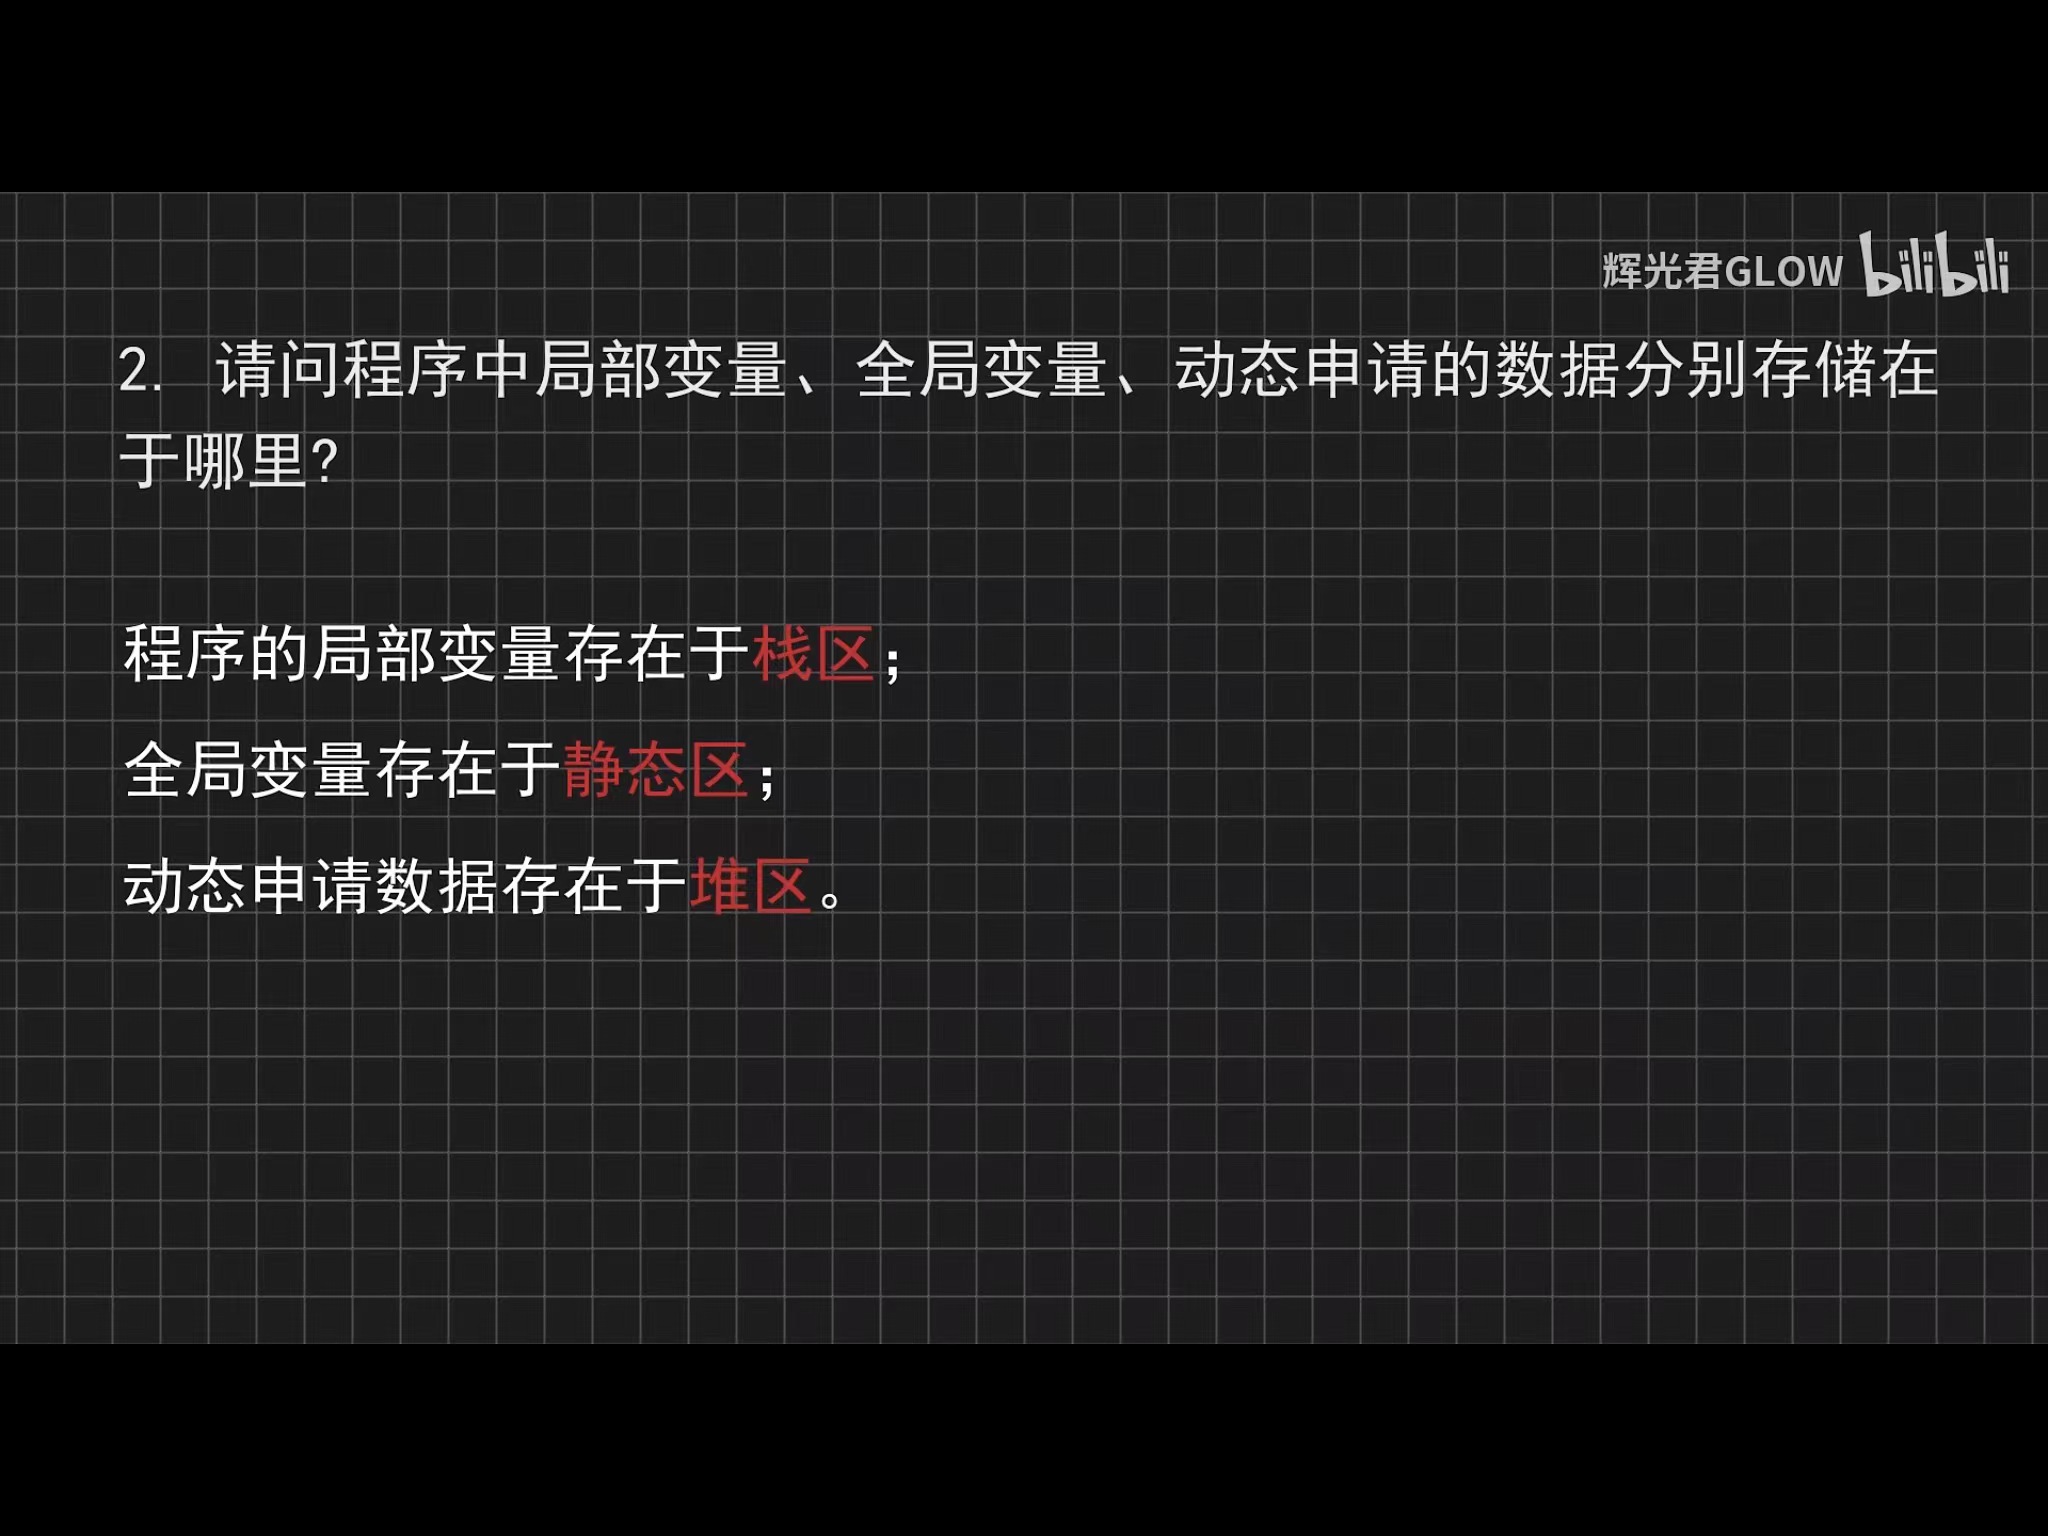 辉光君GLOW bilibili
2. 请问程序中局部变量、全局变量、动态申请的数据分别存储在
于哪里?
程序的局部变量存在于栈区;
全局变量存在于静态区;
动态申请数据存在于堆区。